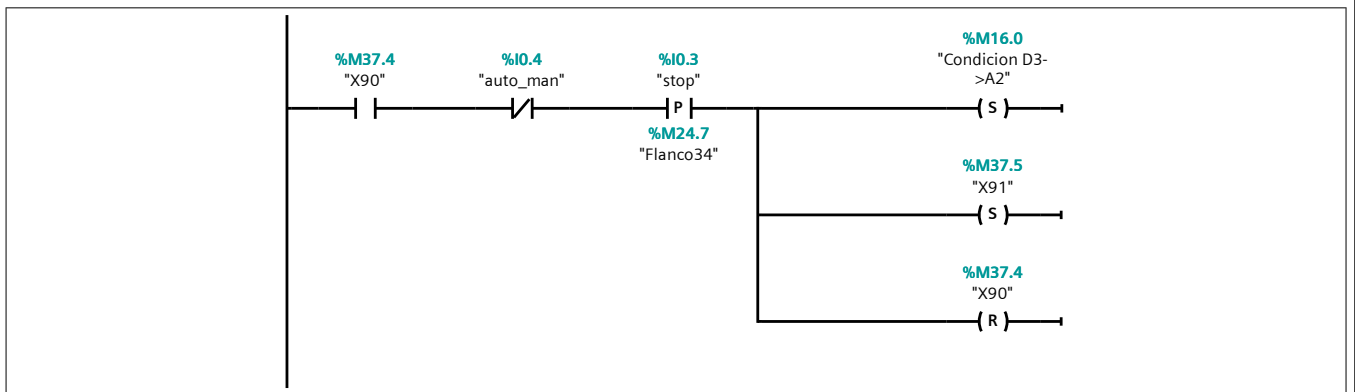 %M37.4
"X90"
%I0.4
"auto_man"
%I0.3
"stop"
P
%M24.7
"Flanco34"
%M16.0
"Condicion D3-
>A2"
S
%M37.5
"X91"
S
%M37.4
"X90"
R